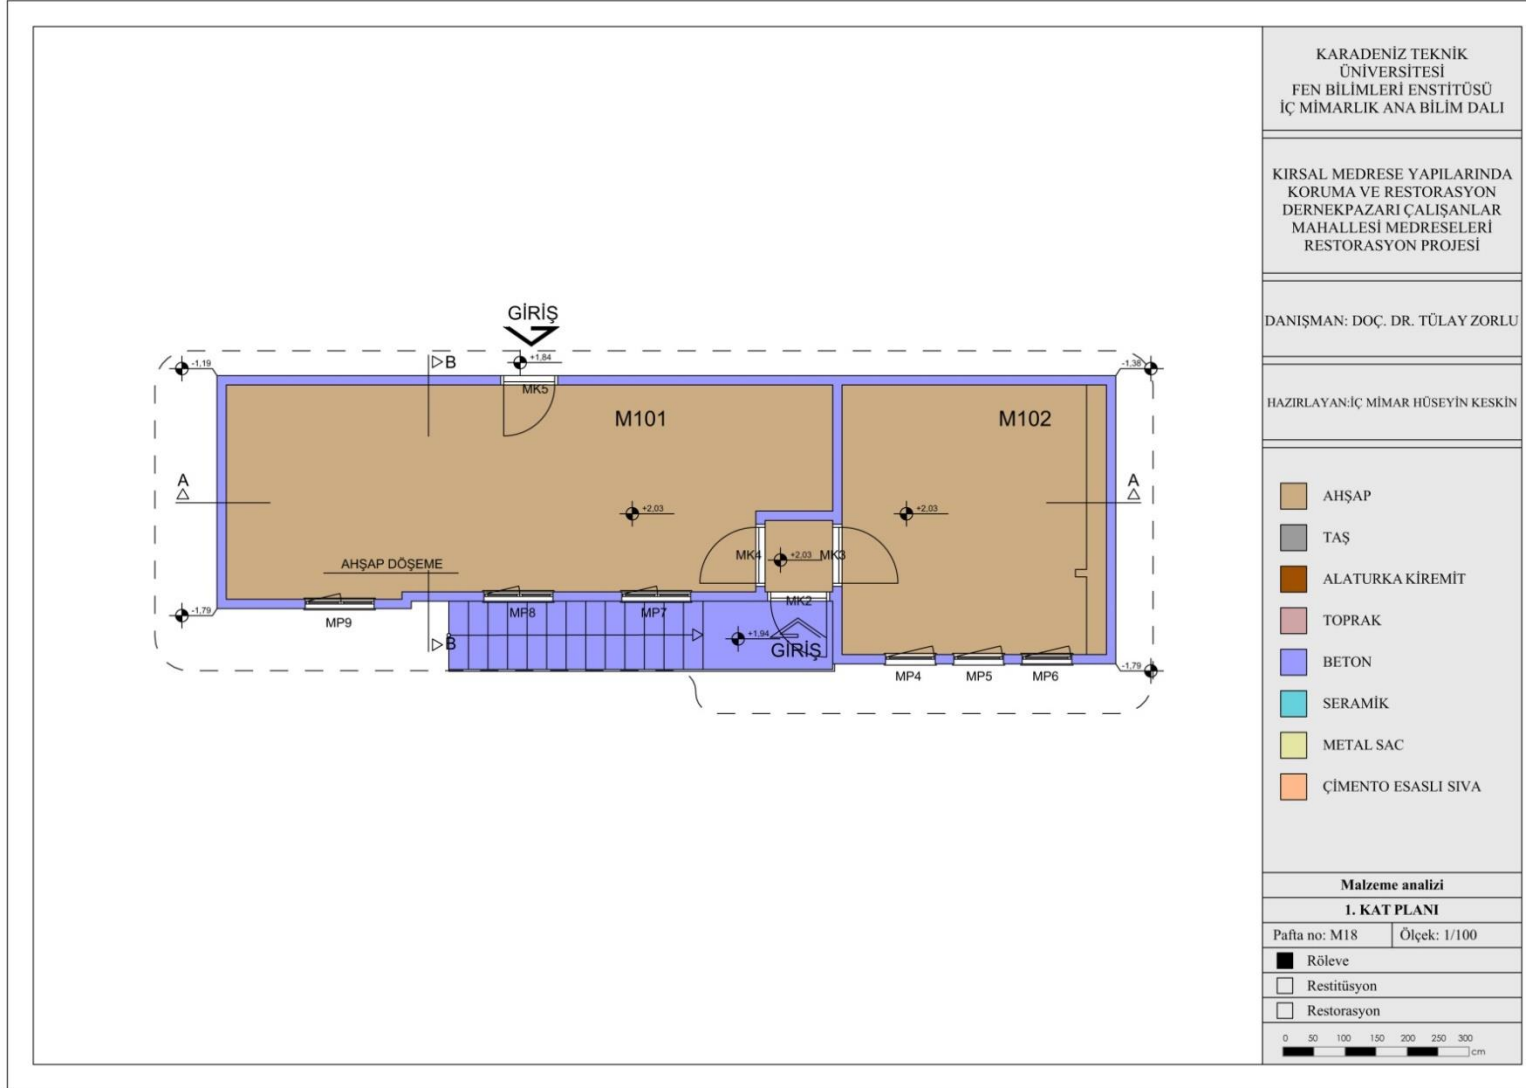 GİRİŞ
+1,84
B
-1,19
-1,38
MK5
M101
M102
A
A
+2,03
+2,03
MK4
+2,03
MK3
AHŞAP DÖŞEME
MK2
MP9
MP8
MP7
-1,79
B
+1,94
GİRİŞ
MP4
MP5
MP6
-1,79
KARADENİZ TEKNİK
ÜNİVERSİTESİ
FEN BİLİMLERİ ENSTİTÜSÜ
İÇ MİMARLIK ANA BİLİM DALI
KIRSAL MEDRESE YAPILARINDA
KORUMA VE RESTORASYON
DERNEKPAZARI ÇALIŞANLAR
MAHALLESİ MEDRESELERİ
RESTORASYON PROJESİ
DANIŞMAN: DOÇ. DR. TÜLAY ZORLU
HAZIRLAYAN:İÇ MİMAR HÜSEYİN KESKİN
AHŞAP
TAŞ
ALATURKA KİREMİT
TOPRAK
BETON
SERAMİK
METAL SAC
ÇİMENTO ESASLI SIVA
Malzeme analizi
1. KAT PLANI
Pafta no: M18 Ölçek: 1/100
Röleve
Restitüsyon
Restorasyon
0 50 100 150 200 250 300
cm